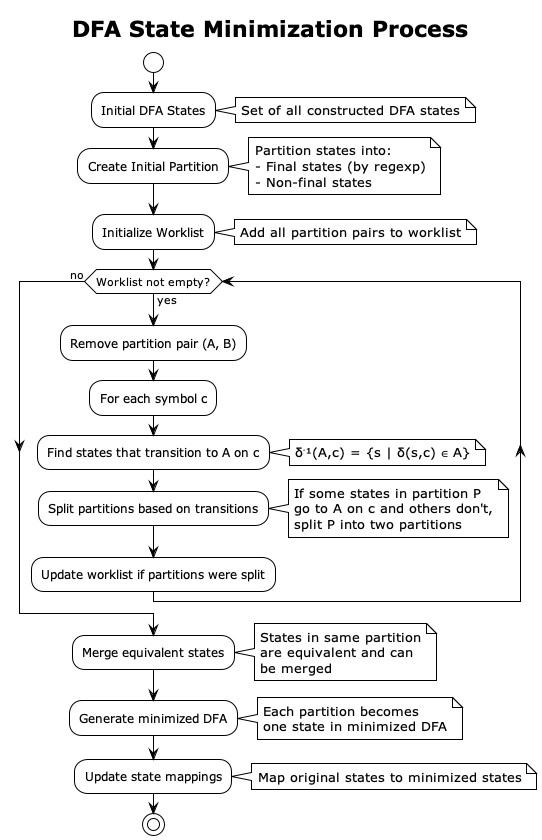 DFA State Minimization Process
Initial DFA States
Set of all constructed DFA states
Create Initial Partition
Partition states into:
- Final states (by regexp)
- Non-final states
Initialize Worklist
Add all partition pairs to worklist
no
Worklist not empty?
yes
Remove partition pair (A, B)
For each symbol c
Find states that transition to A on c
δ⁻¹(A,c) = {s | δ(s,c) ∈ A}
Split partitions based on transitions
If some states in partition P
go to A on c and others don't,
split P into two partitions
Update worklist if partitions were split
Merge equivalent states
States in same partition
are equivalent and can
be merged
Generate minimized DFA
Each partition becomes
one state in minimized DFA
Update state mappings
Map original states to minimized states